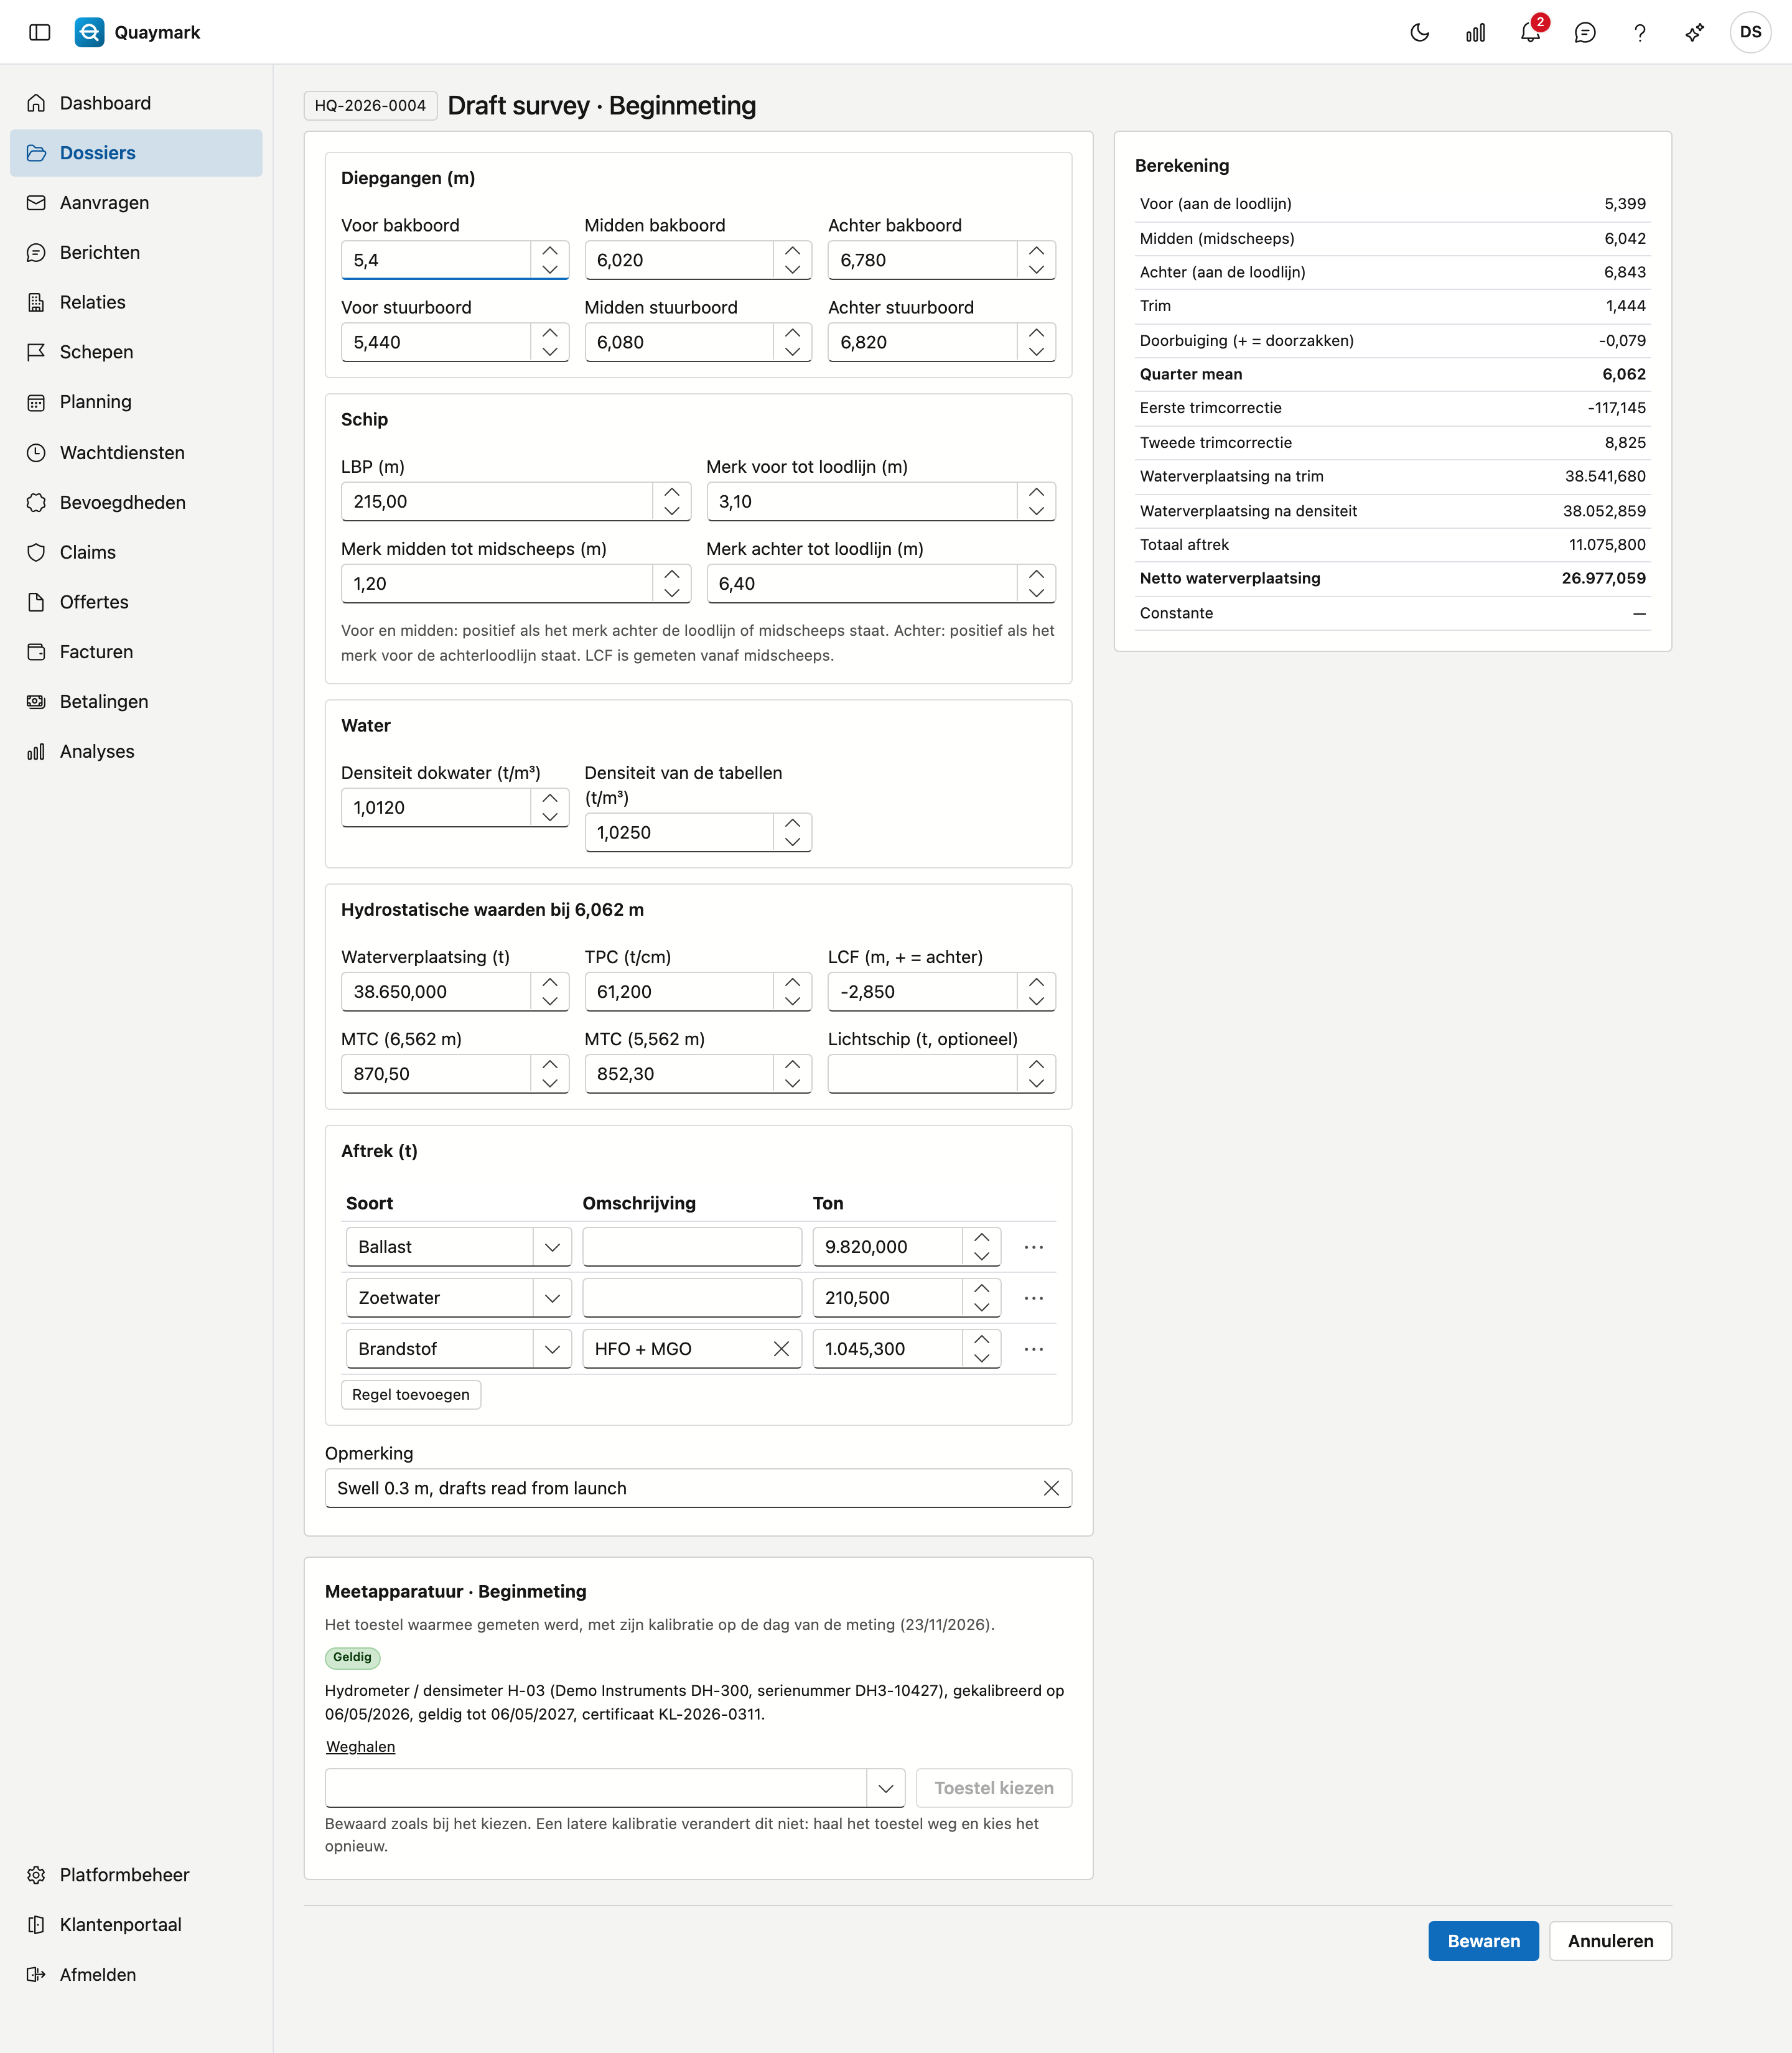 Quaymark
2
DS
Dashboard
Dossiers
Aanvragen
Berichten
Relaties
Schepen
Planning
Wachtdiensten
Bevoegdheden
Claims
Offertes
Facturen
Betalingen
Analyses
Platformbeheer
Klantenportaal
Afmelden
HQ-2026-0004 Draft survey · Beginmeting
Diepgangen (m)
Voor bakboord Midden bakboord Achter bakboord
5,4 6,020 6,780
Voor stuurboord Midden stuurboord Achter stuurboord
5,440 6,080 6,820
Schip
LBP (m) Merk voor tot loodlijn (m)
215,00 3,10
Merk midden tot midscheeps (m) Merk achter tot loodlijn (m)
1,20 6,40
Voor en midden: positief als het merk achter de loodlijn of midscheeps staat. Achter: positief als het
merk voor de achterloodlijn staat. LCF is gemeten vanaf midscheeps.
Water
Densiteit dokwater (t/m³) Densiteit van de tabellen
(t/m³)
1,0120 1,0250
Hydrostatische waarden bij 6,062 m
Waterverplaatsing (t) TPC (t/cm) LCF (m, + = achter)
38.650,000 61,200 -2,850
MTC (6,562 m) MTC (5,562 m) Lichtschip (t, optioneel)
870,50 852,30
Aftrek (t)
Soort Omschrijving Ton
Ballast 9.820,000
Zoetwater 210,500
Brandstof HFO + MGO 1.045,300
Regel toevoegen
Opmerking
Swell 0.3 m, drafts read from launch
Meetapparatuur · Beginmeting
Het toestel waarmee gemeten werd, met zijn kalibratie op de dag van de meting (23/11/2026).
Geldig
Hydrometer / densimeter H-03 (Demo Instruments DH-300, serienummer DH3-10427), gekalibreerd op
06/05/2026, geldig tot 06/05/2027, certificaat KL-2026-0311.
Weghalen
Toestel kiezen
Bewaard zoals bij het kiezen. Een latere kalibratie verandert dit niet: haal het toestel weg en kies het
opnieuw.
Berekening
Voor (aan de loodlijn) 5,399
Midden (midscheeps) 6,042
Achter (aan de loodlijn) 6,843
Trim 1,444
Doorbuiging (+ = doorzakken) -0,079
Quarter mean 6,062
Eerste trimcorrectie -117,145
Tweede trimcorrectie 8,825
Waterverplaatsing na trim 38.541,680
Waterverplaatsing na densiteit 38.052,859
Totaal aftrek 11.075,800
Netto waterverplaatsing 26.977,059
Constante —
Bewaren Annuleren